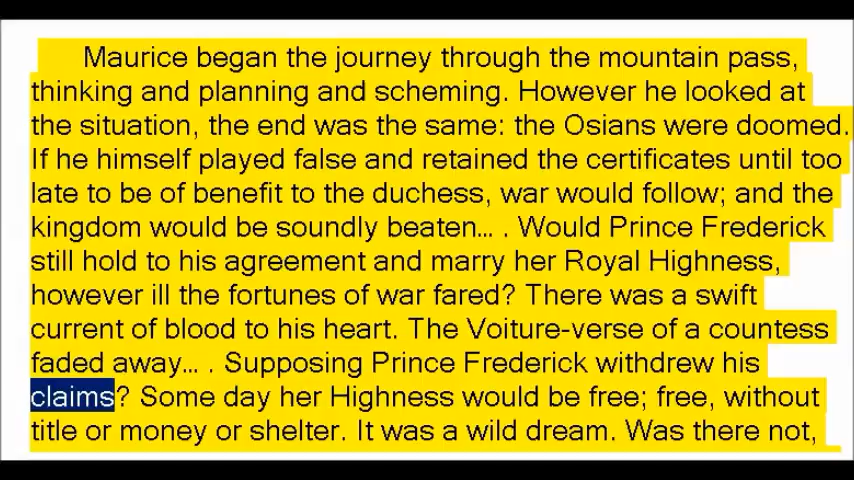 Maurice began the journey through the mountain pass,
thinking and planning and scheming. However he looked at
the situation, the end was the same: the Osians were doomed.
If he himself played false and retained the certificates until too
late to be of benefit to the duchess, war would follow; and the
kingdom would be soundly beaten... . Would Prince Frederick
still hold to his agreement and marry her Royal Highness,
however ill the fortunes of war fared? There was a swift
current of blood to his heart. The Voiture-verse of a countess
faded away... . Supposing Prince Frederick withdrew his
claims? Some day her Highness would be free; free, without
title or money or shelter. It was a wild dream. Was there not,